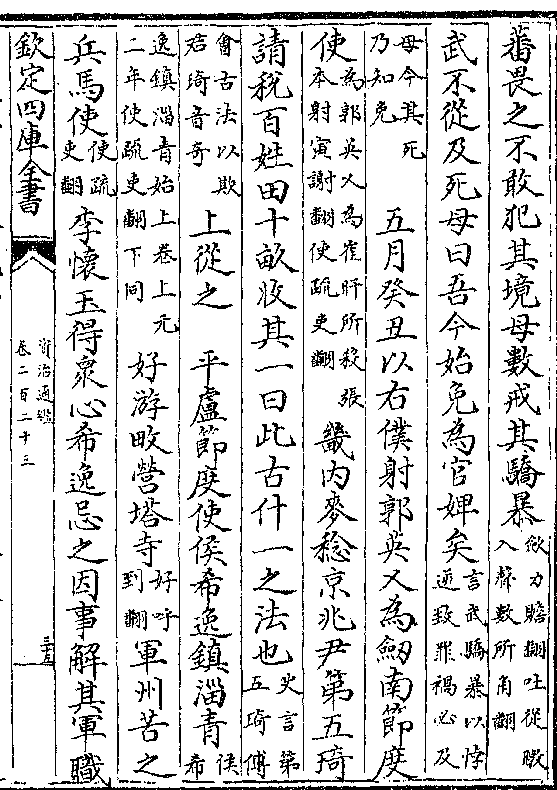 蕃畏之不敢犯其境母數戒其驕暴斂力贍翻吐從暾入聲數所角翻
武不從及死母曰吾今始免為官婢矣言武驕暴以悖逆致罪禍必及
母今其死乃知免　五月癸丑以右僕射郭英乂為劒南節度
使為郭英乂為崔旰所殺張本射寅謝翻使疏吏翻　畿内麥稔京兆尹第五琦
請稅百姓田十畝收其一曰此古什一之法也史言第五琦傅
㑹古法以欺君琦音奇上從之　平盧節度使侯希逸鎮淄青侯希
逸鎮淄青始上卷上元二年使疏吏翻下同好游畋營塔寺好呼到翻軍州苦之
兵馬使使疏吏翻李懷玉得衆心希逸忌之因事解其軍職
欽定四庫全書
資治通鑑
卷二百二十三